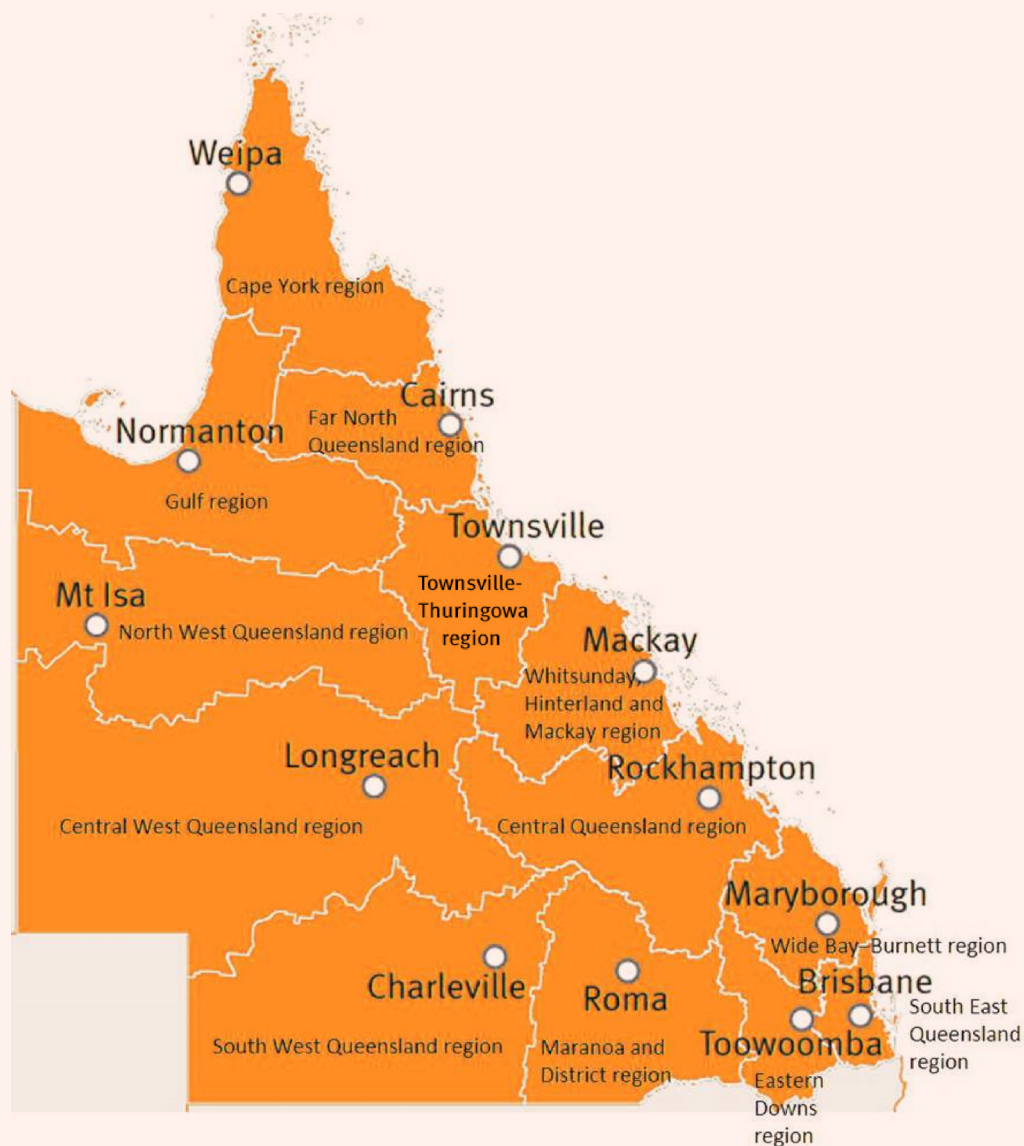 Weipa
Cape York region
Cairns
Far North
Queensland region
Normanton
Gulf region
Townsville
Townsville-
Thuringowa
region
Mt Isa
North West Queensland region
Mackay
Whitsunday,
Hinterland and
Mackay region
Longreach
Rockhampton
Central West Queensland region
Central Queensland region
Maryborough
Wide Bay–Burnett region
Charleville
Roma
Brisbane
South East
Queensland
region
Toowoomba
South West Queensland region
Maranoa and
District region
Eastern
Downs
region